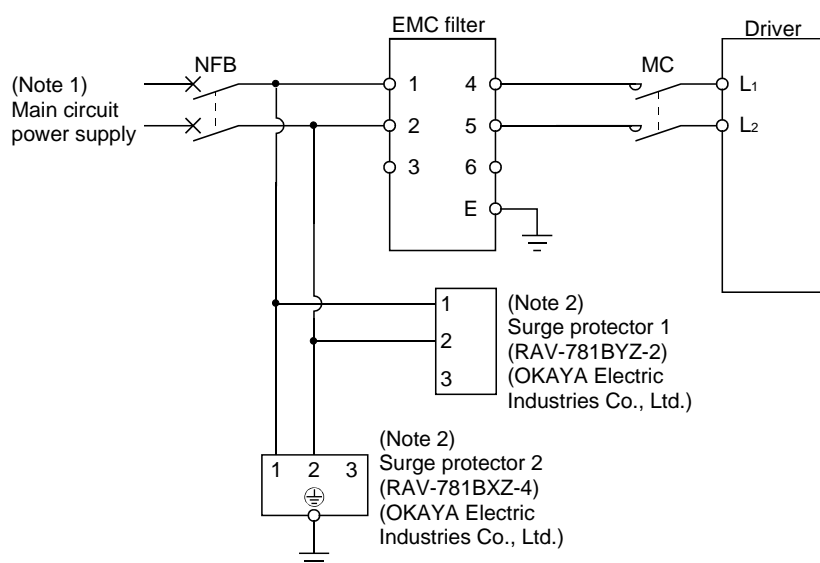 EMC filter
Driver
NFB
MC
(Note 1)
Main circuit
power supply
1
2
3
4
5
6
E
L1
L2
1
2
3
(Note 2)
Surge protector 1
(RAV-781BYZ-2)
(OKAYA Electric
Industries Co., Ltd.)
1 2 3
(Note 2)
Surge protector 2
(RAV-781BXZ-4)
(OKAYA Electric
Industries Co., Ltd.)